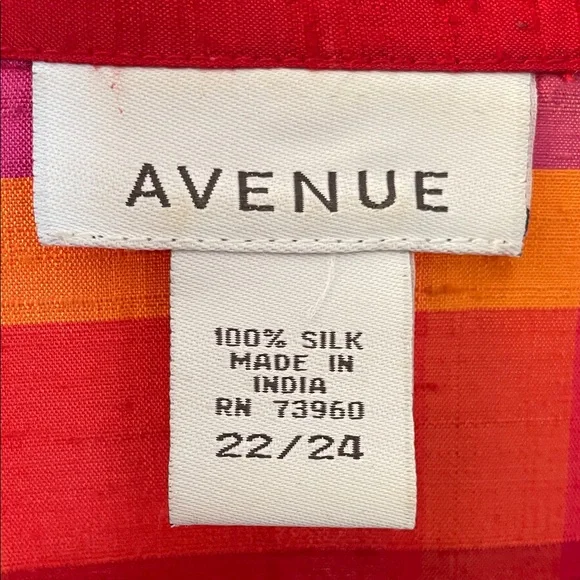 AVENUE
100% SILK
MADE IN
INDIA
RN 73960
22/24